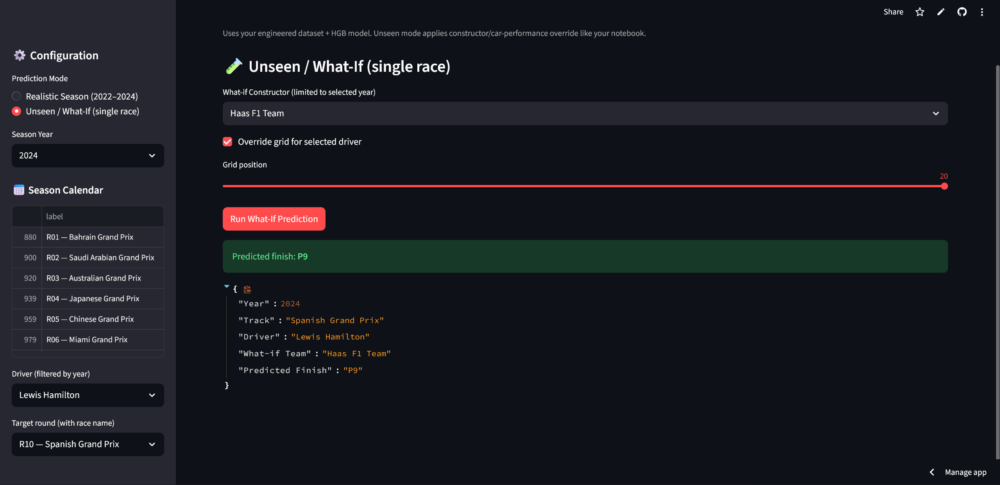 Share
Configuration
Prediction Mode
Realistic Season (2022–2024)
Unseen / What-If (single race)
Season Year
2024
Season Calendar
label
880 R01 — Bahrain Grand Prix
900 R02 — Saudi Arabian Grand Prix
920 R03 — Australian Grand Prix
939 R04 — Japanese Grand Prix
959 R05 — Chinese Grand Prix
979 R06 — Miami Grand Prix
Driver (filtered by year)
Lewis Hamilton
Target round (with race name)
R10 — Spanish Grand Prix
Uses your engineered dataset + HGB model. Unseen mode applies constructor/car-performance override like your notebook.
Unseen / What-If (single race)
What-if Constructor (limited to selected year)
Haas F1 Team
Override grid for selected driver
Grid position
20
Run What-If Prediction
Predicted finish: P9
{
"Year" : 2024
"Track" : "Spanish Grand Prix"
"Driver" : "Lewis Hamilton"
"What-if Team" : "Haas F1 Team"
"Predicted Finish" : "P9"
}
Manage app